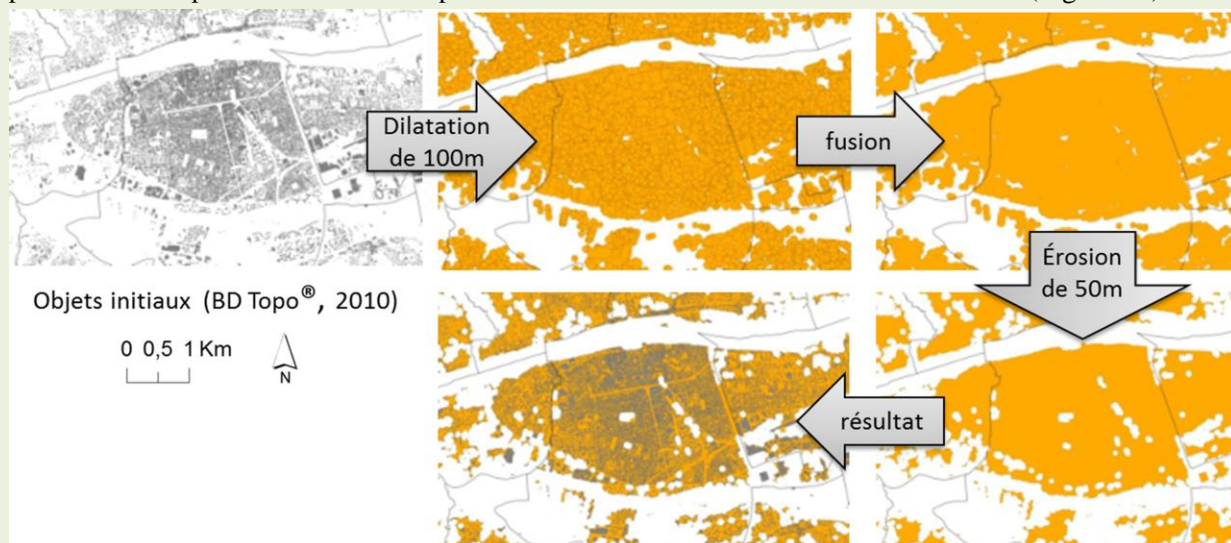 Dilatation
de 100m
fusion
Érosion
de 50m
Objets initiaux (BD Topo®, 2010)
0 0,5 1 Km
N
résultat